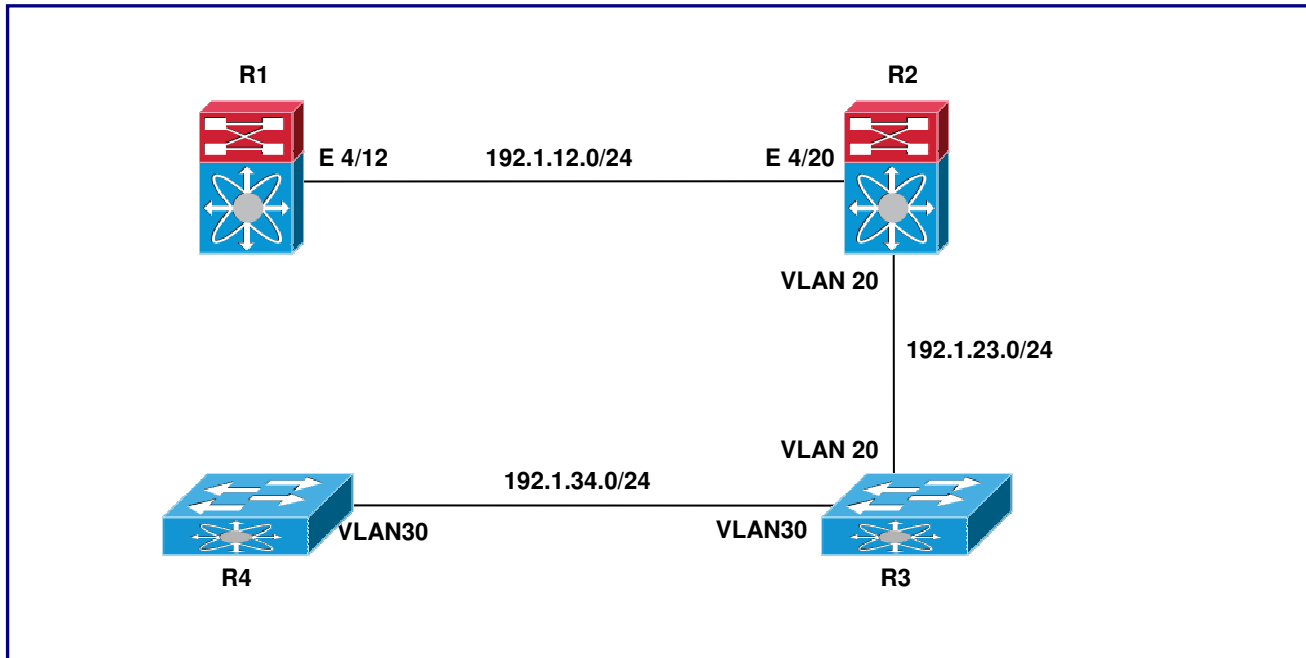 R1
R2
E 4/12
192.1.12.0/24
E 4/20
VLAN 20
192.1.23.0/24
VLAN 20
192.1.34.0/24
VLAN30
VLAN30
R4
R3